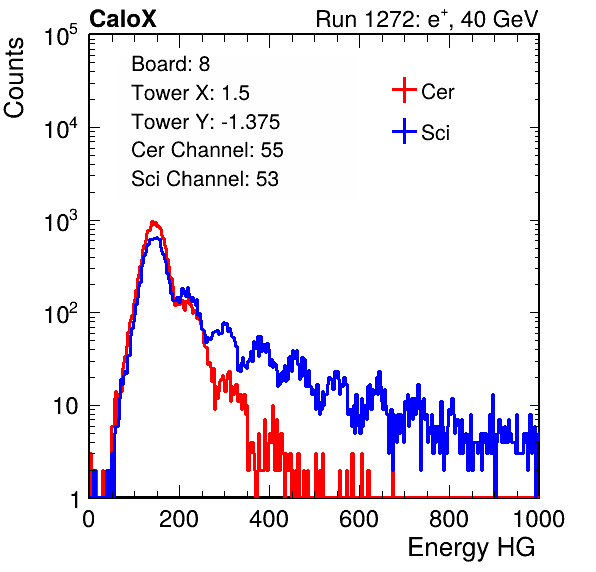 CaloX Run 1272: e⁺, 40 GeV
Counts
Board: 8
Tower X: 1.5
Tower Y: -1.375
Cer Channel: 55
Sci Channel: 53
Cer
Sci
10⁵
10⁴
10³
10²
10
1
0 200 400 600 800 1000
Energy HG